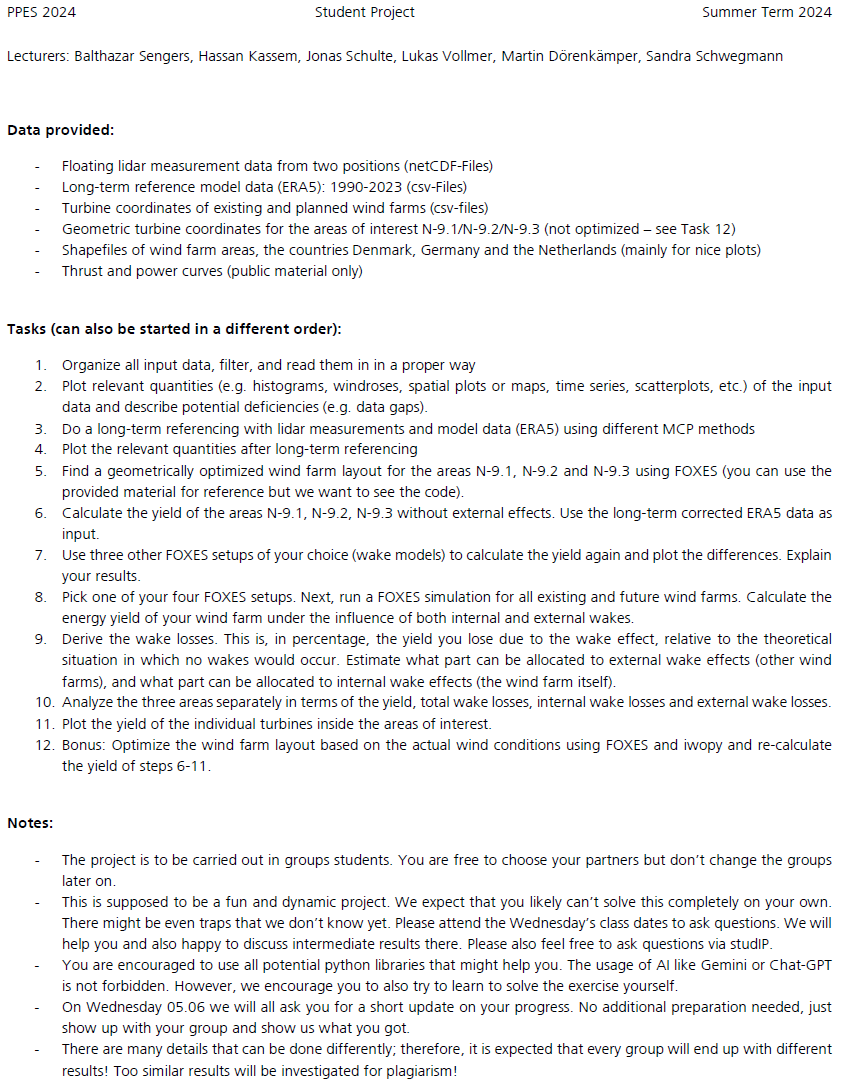 PPES 2024 Student Project Summer Term 2024
Lecturers: Balthazar Sengers, Hassan Kassem, Jonas Schulte, Lukas Vollmer, Martin Dörenkämper, Sandra Schwegmann
Data provided:
- Floating lidar measurement data from two positions (netCDF-Files)
- Long-term reference model data (ERA5): 1990-2023 (csv-Files)
- Turbine coordinates of existing and planned wind farms (csv-files)
- Geometric turbine coordinates for the areas of interest N-9.1/N-9.2/N-9.3 (not optimized – see Task 12)
- Shapefiles of wind farm areas, the countries Denmark, Germany and the Netherlands (mainly for nice plots)
- Thrust and power curves (public material only)
Tasks (can also be started in a different order):
1. Organize all input data, filter, and read them in in a proper way
2. Plot relevant quantities (e.g. histograms, windroses, spatial plots or maps, time series, scatterplots, etc.) of the input
data and describe potential deficiencies (e.g. data gaps).
3. Do a long-term referencing with lidar measurements and model data (ERA5) using different MCP methods
4. Plot the relevant quantities after long-term referencing
5. Find a geometrically optimized wind farm layout for the areas N-9.1, N-9.2 and N-9.3 using FOXES (you can use the
provided material for reference but we want to see the code).
6. Calculate the yield of the areas N-9.1, N-9.2, N-9.3 without external effects. Use the long-term corrected ERA5 data as
input.
7. Use three other FOXES setups of your choice (wake models) to calculate the yield again and plot the differences. Explain
your results.
8. Pick one of your four FOXES setups. Next, run a FOXES simulation for all existing and future wind farms. Calculate the
energy yield of your wind farm under the influence of both internal and external wakes.
9. Derive the wake losses. This is, in percentage, the yield you lose due to the wake effect, relative to the theoretical
situation in which no wakes would occur. Estimate what part can be allocated to external wake effects (other wind
farms), and what part can be allocated to internal wake effects (the wind farm itself).
10. Analyze the three areas separately in terms of the yield, total wake losses, internal wake losses and external wake losses.
11. Plot the yield of the individual turbines inside the areas of interest.
12. Bonus: Optimize the wind farm layout based on the actual wind conditions using FOXES and iwopy and re-calculate
the yield of steps 6-11.
Notes:
- The project is to be carried out in groups students. You are free to choose your partners but don't change the groups
later on.
- This is supposed to be a fun and dynamic project. We expect that you likely can't solve this completely on your own.
There might be even traps that we don't know yet. Please attend the Wednesday's class dates to ask questions. We will
help you and also happy to discuss intermediate results there. Please also feel free to ask questions via studIP.
- You are encouraged to use all potential python libraries that might help you. The usage of AI like Gemini or Chat-GPT
is not forbidden. However, we encourage you to also try to learn to solve the exercise yourself.
- On Wednesday 05.06 we will all ask you for a short update on your progress. No additional preparation needed, just
show up with your group and show us what you got.
- There are many details that can be done differently; therefore, it is expected that every group will end up with different
results! Too similar results will be investigated for plagiarism!